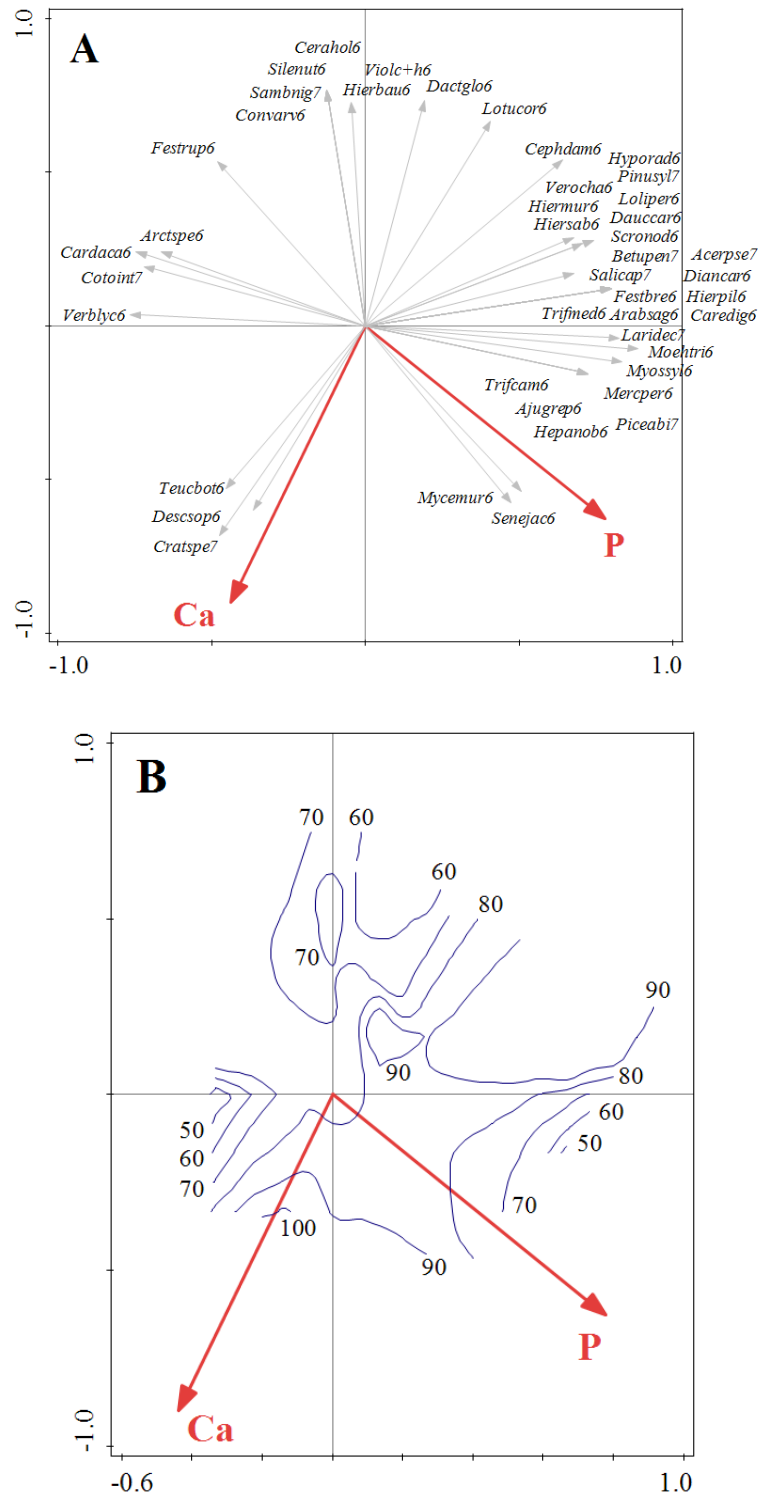 1.0
A
Cerahol6
Silenut6 Violc+h6
Sambnig7 Hierbau6 Dactglo6
Convarv6 Lotucor6
Festrup6 Cephdam6 Hyporad6
Pinusyl7
Verocha6 Loliper6
Hiermur6 Dauccar6
Hiersab6 Scronod6
Arctspe6 Betupen7 Acerpse7
Cardaca6
Cotoint7 Salicap7 Diancar6
Festbre6 Hierpil6
Verblyc6 Trifmed6 Arabsag6 Caredig6
Laridec7
Moehtri6
Myossyl6
Trifcam6 Mercper6
Ajugrep6
Hepanob6 Piceabi7
Teucbot6 Mycemur6
Descsop6 Senejac6
Cratspe7 P
Ca
-1.0
-1.0 1.0
1.0
B
70 60
60
80
70
90
90
80
50 60
60 50
70
70
100
90
P
Ca
-1.0
-0.6 1.0